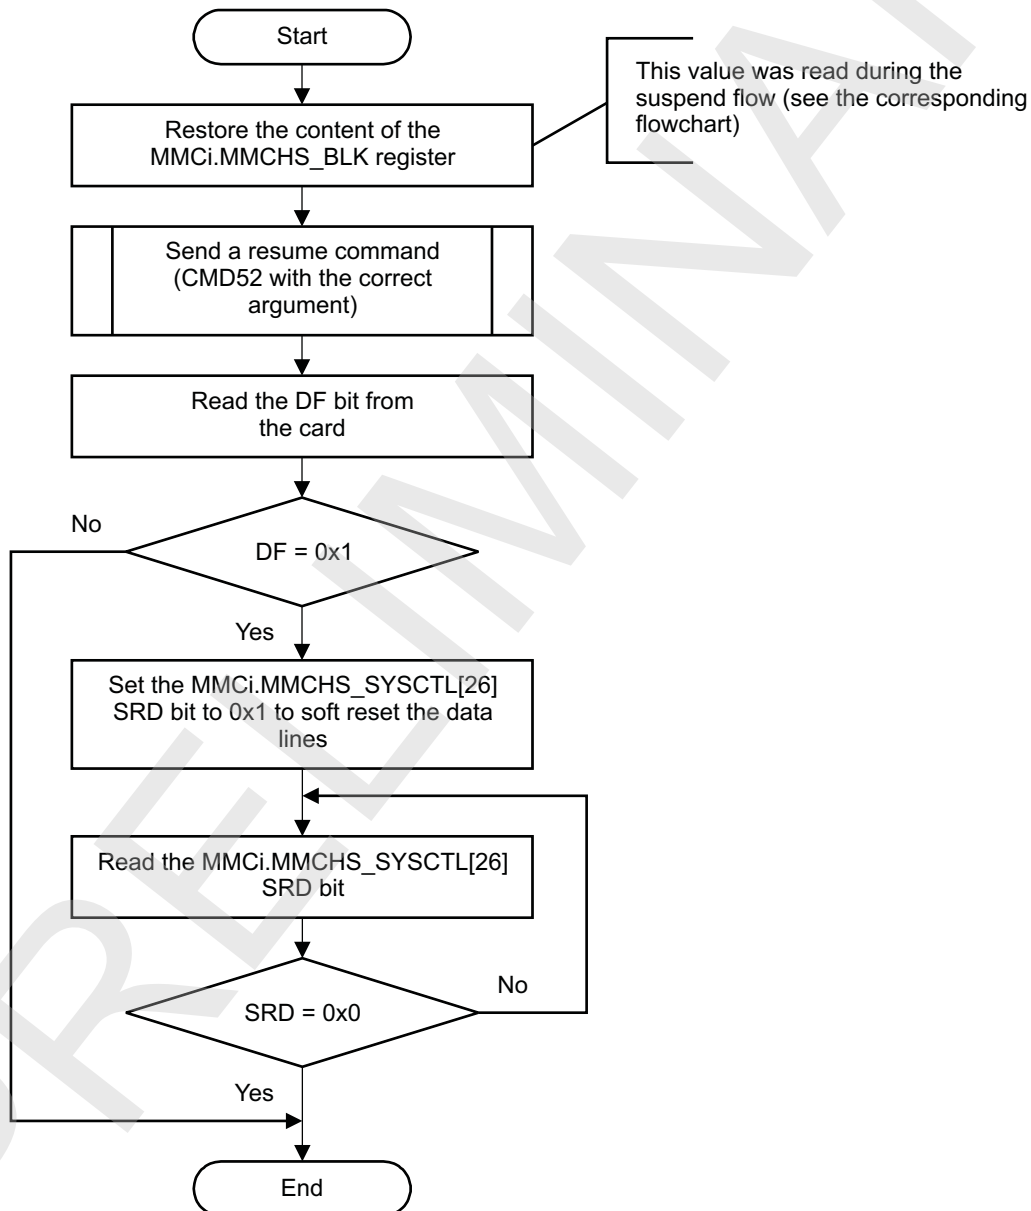 Start
This value was read during the
suspend flow (see the corresponding
flowchart)
Restore the content of the
MMCi.MMCHS_BLK register
Send a resume command
(CMD52 with the correct
argument)
Read the DF bit from
the card
No
DF = 0x1
Yes
Set the MMCi.MMCHS_SYSCTL[26]
SRD bit to 0x1 to soft reset the data
lines
Read the MMCi.MMCHS_SYSCTL[26]
SRD bit
No
SRD = 0x0
Yes
End
PRELIMINA